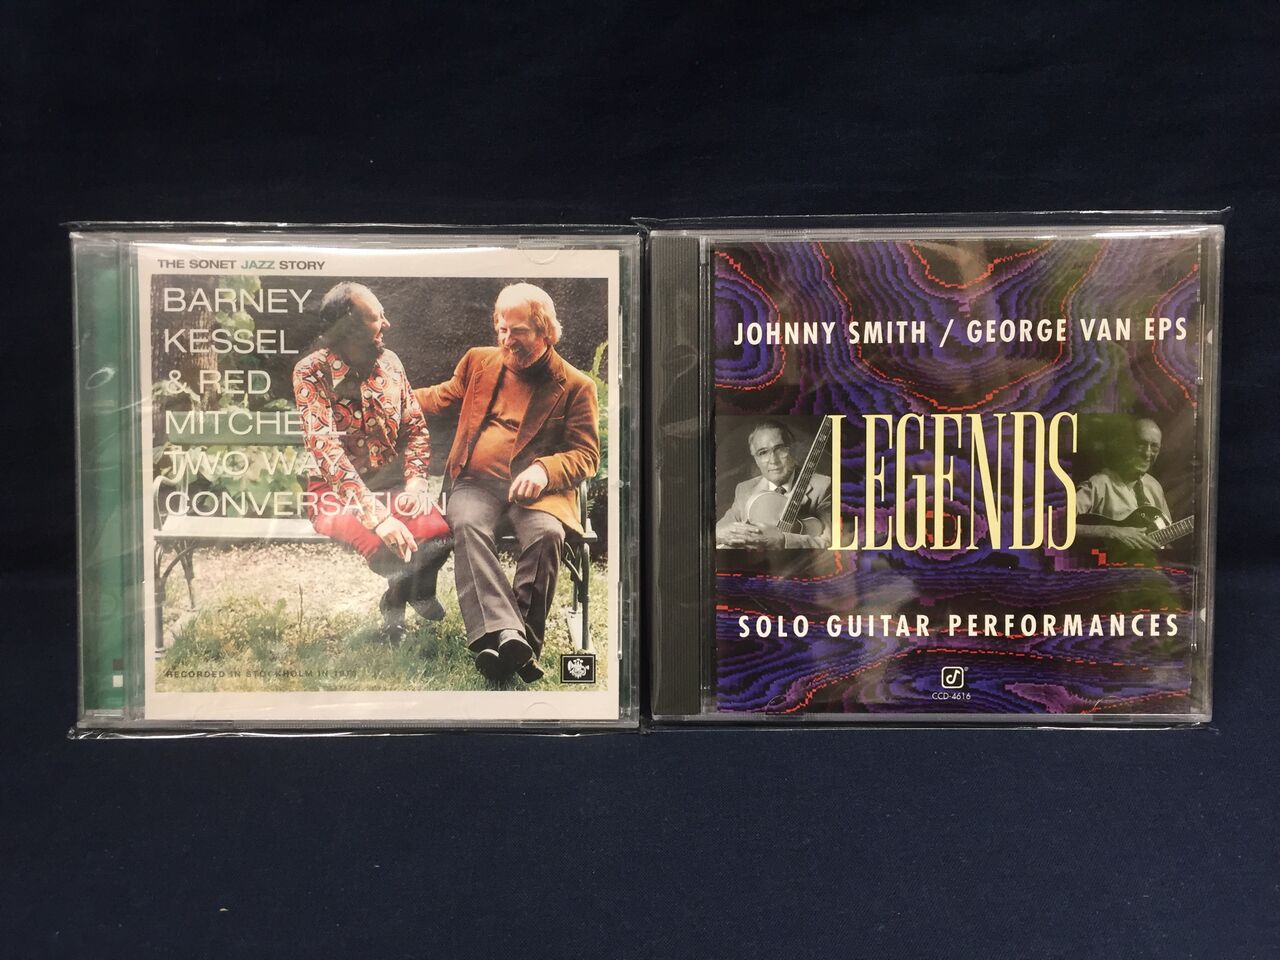 THE SONET JAZZ STORY
BARNEY
KESSEL
& RED
MITCHELL
TWO WAY
CONVERSATION
RECORDED IN STOCKHOLM IN
JOHNNY SMITH / GEORGE VAN EPS
LEGENDS
SOLO GUITAR PERFORMANCES
CCD-4616